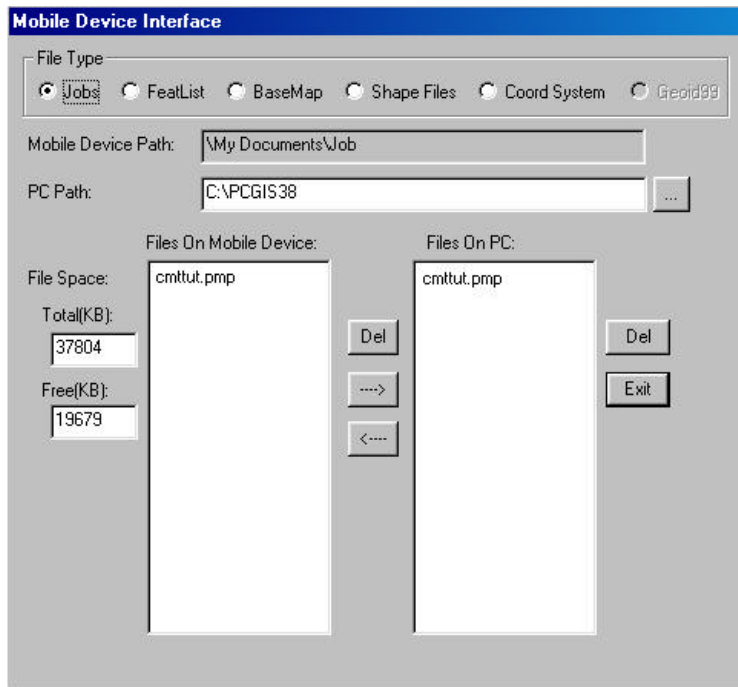 Mobile Device Interface
File Type
Jobs FeatList BaseMap Shape Files Coord System Geoid99
Mobile Device Path: \My Documents\Job
PC Path: C:\PCGIS38 ...
Files On Mobile Device: Files On PC:
File Space: cmttut.pmp cmttut.pmp
Total(KB):
37804 Del Del
Free(KB): ----> Exit
19679 <----